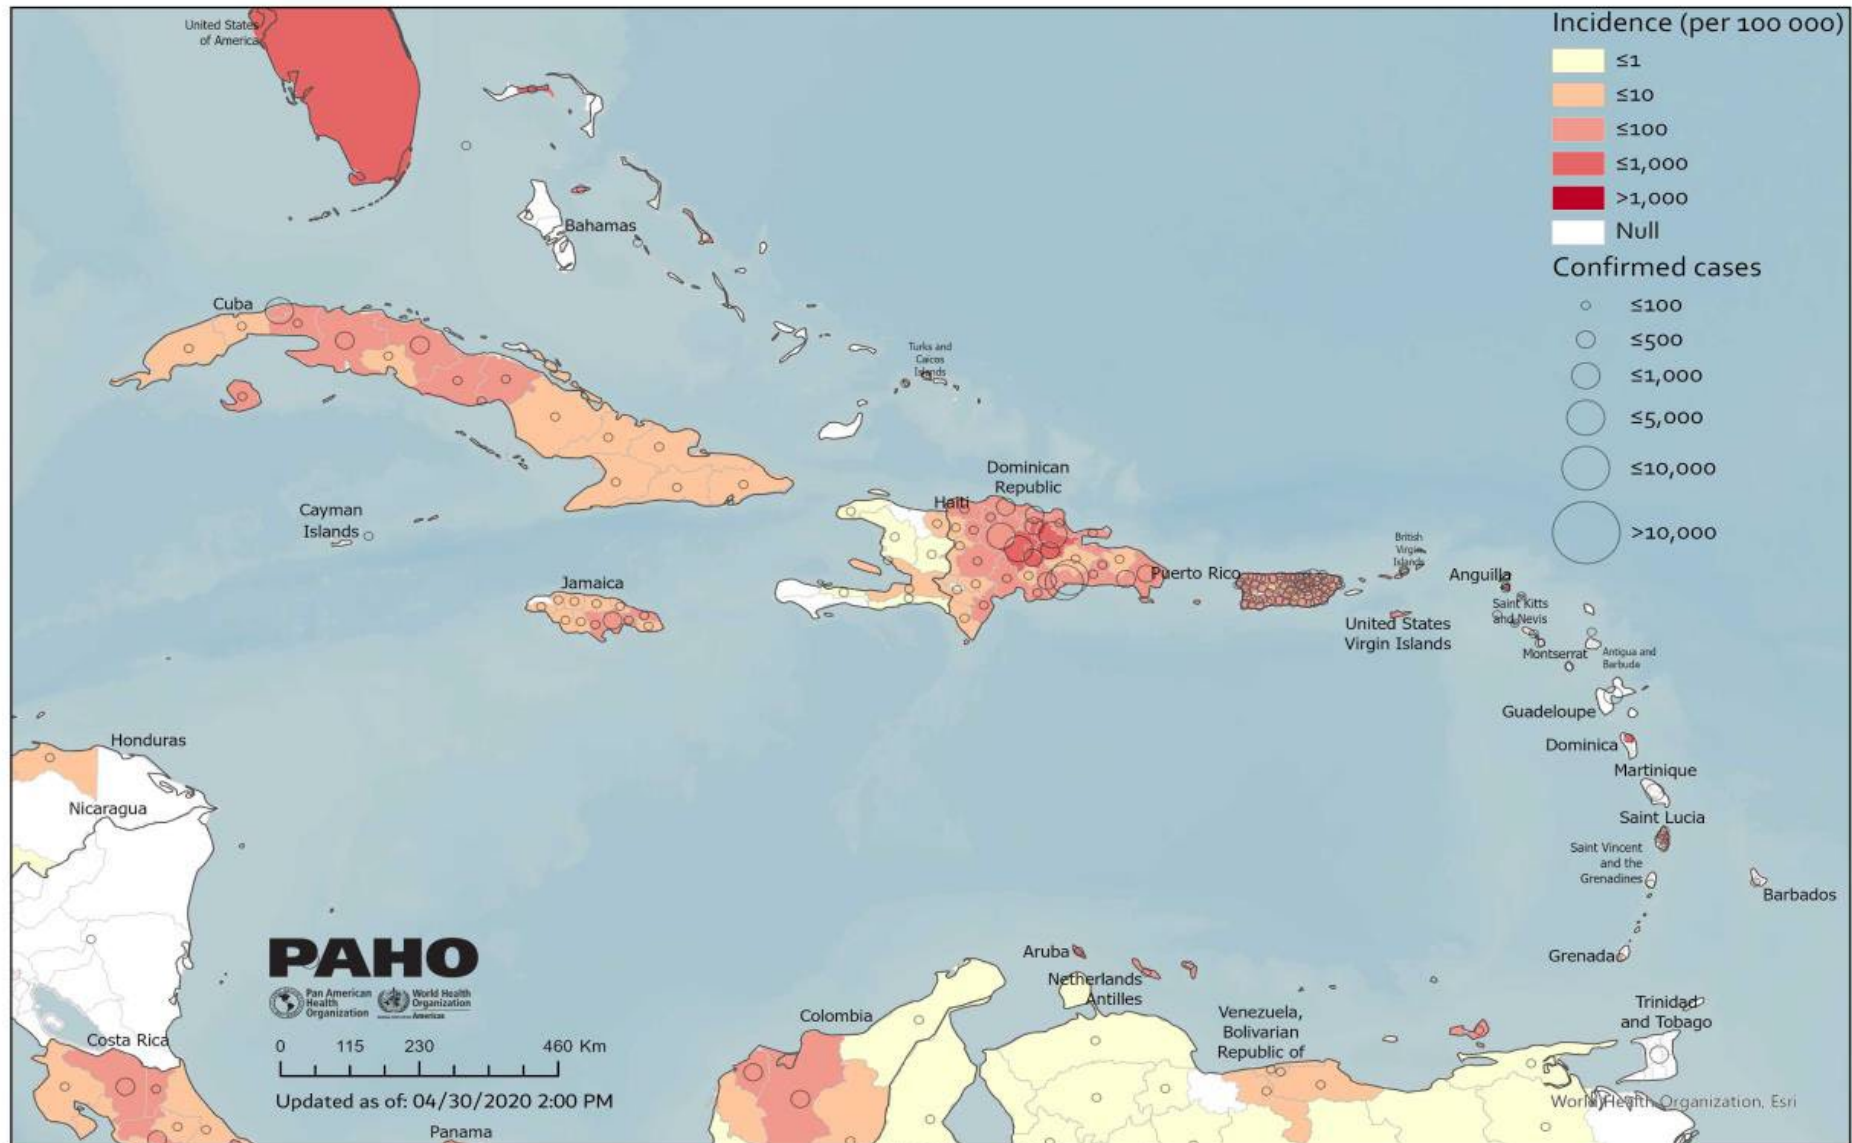 United States
of America
Incidence (per 100 000)
≤1
≤10
≤100
≤1,000
>1,000
Null
Confirmed cases
≤100
≤500
≤1,000
≤5,000
≤10,000
>10,000
Bahamas
Cuba
Turks and
Caicos
Islands
Cayman
Islands
Haiti
Dominican
Republic
Jamaica
Puerto Rico
British
Virgin
Islands
Anguilla
United States
Virgin Islands
Saint Kitts
and Nevis
Montserrat
Antigua and
Barbuda
Guadeloupe
Dominica
Martinique
Saint Lucia
Saint Vincent
and the
Grenadines
Barbados
Grenada
Honduras
Nicaragua
Costa Rica
Panama
PAHO
Pan American
Health
Organization
World Health
Organization
Americas
0 115 230 460 Km
Updated as of: 04/30/2020 2:00 PM
Aruba
Netherlands
Antilles
Colombia
Venezuela,
Bolivarian
Republic of
Trinidad
and Tobago
World Health Organization, Esri